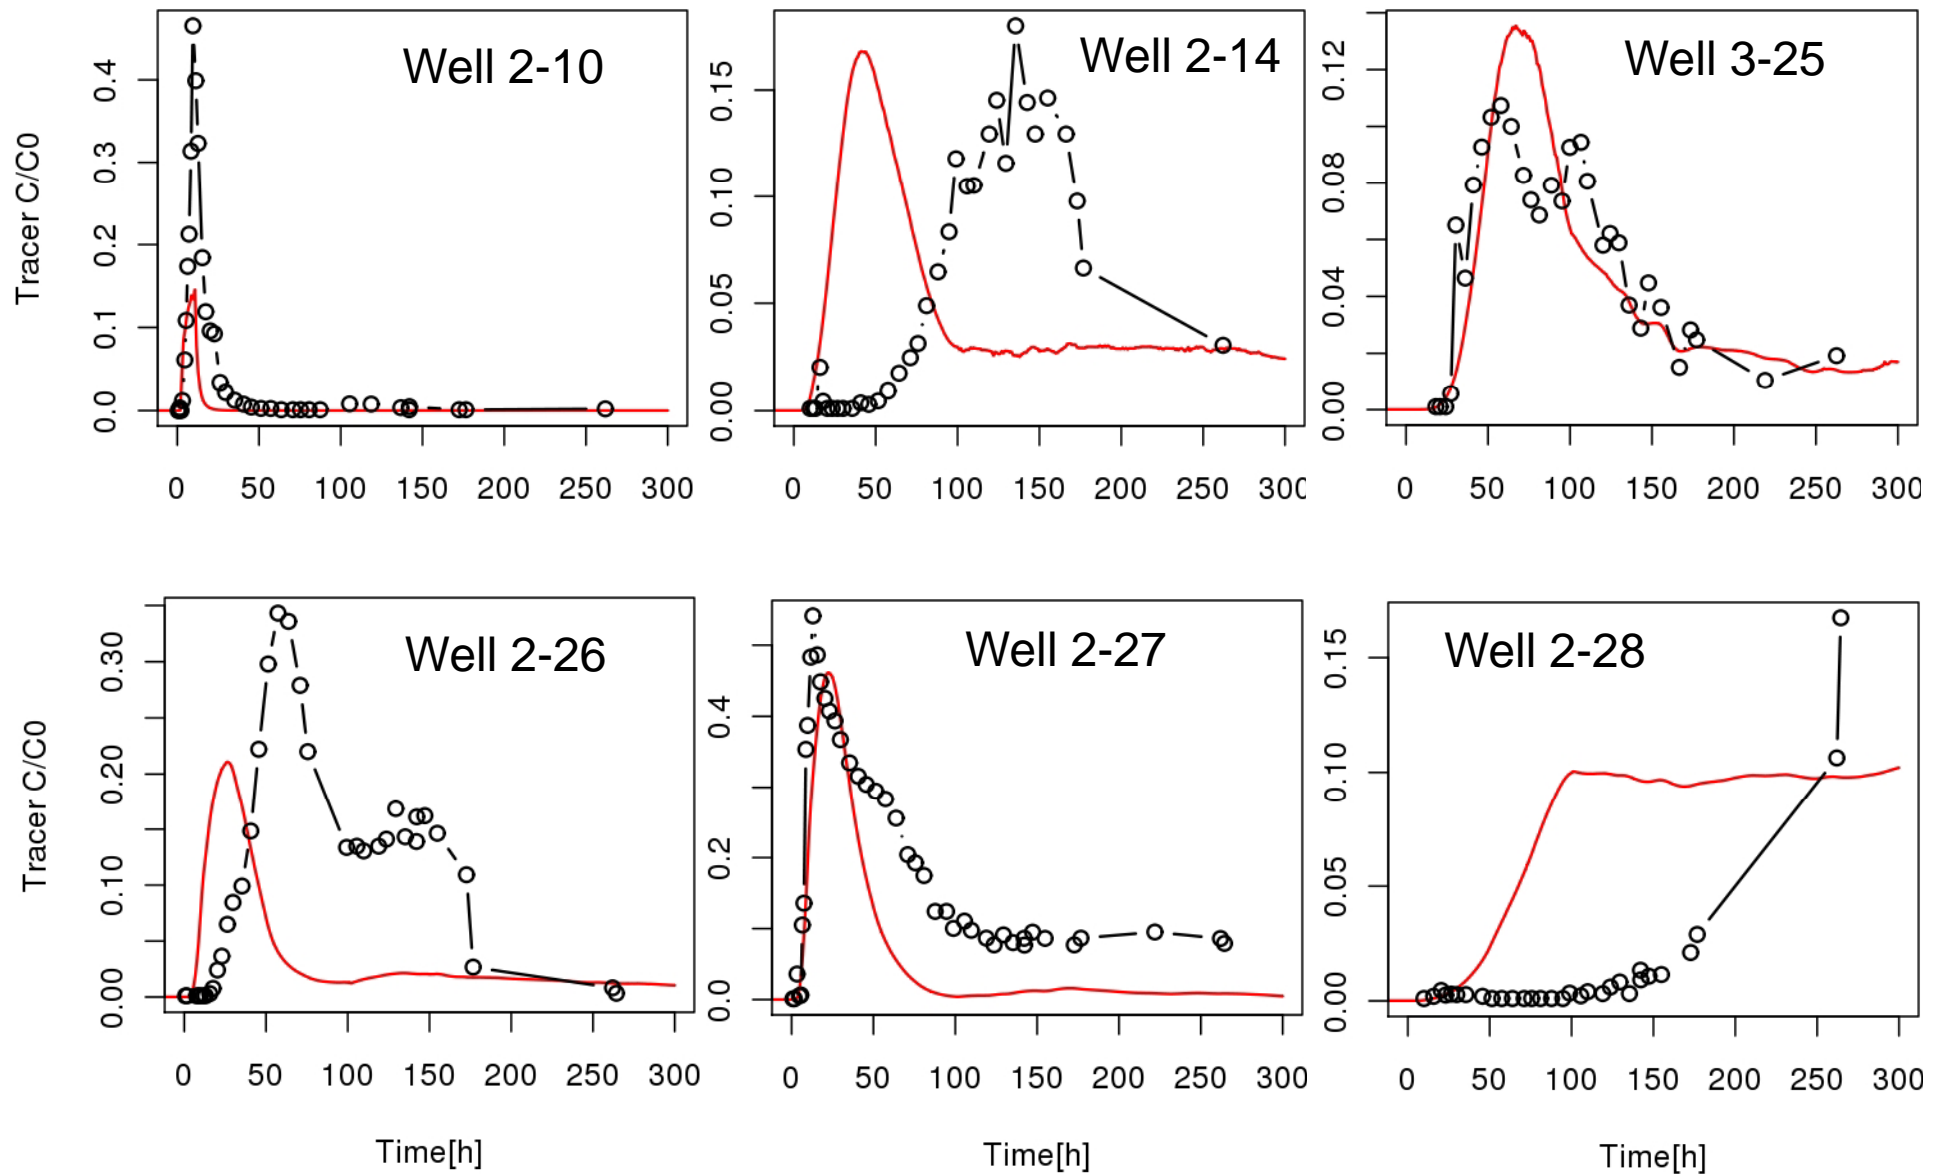 Well 2-10
Well 2-14
Well 3-25
Tracer C/C0
0.0 0.1 0.2 0.3 0.4
0.00 0.05 0.10 0.15
0.00 0.04 0.08 0.12
0 50 100 150 200 250 300
0 50 100 150 200 250 300
0 50 100 150 200 250 300
Well 2-26
Well 2-27
Well 2-28
Tracer C/C0
0.00 0.10 0.20 0.30
0.0 0.2 0.4
0.00 0.05 0.10 0.15
0 50 100 150 200 250 300
0 50 100 150 200 250 300
0 50 100 150 200 250 300
Time[h]
Time[h]
Time[h]